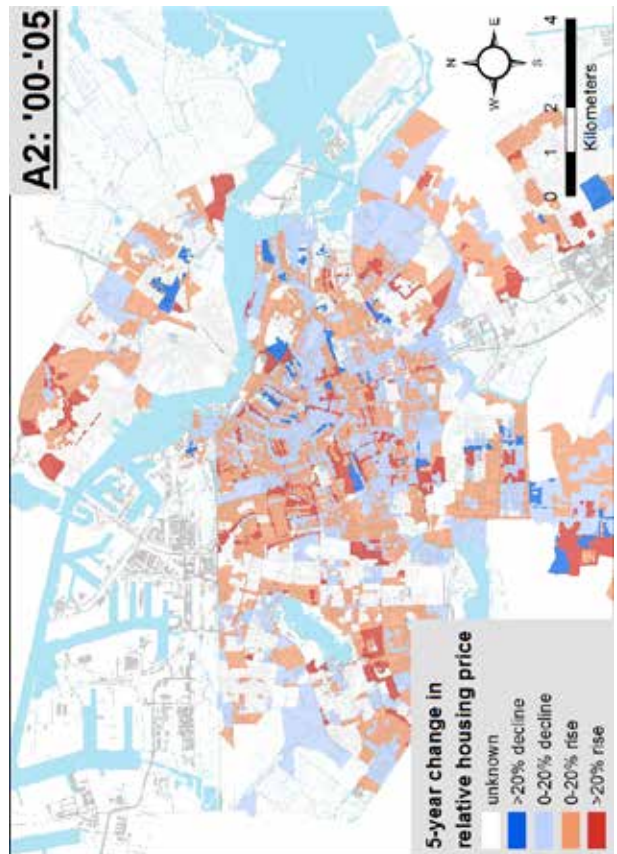 A2: '00-'05
N
E
S
W
0 1 2 4
Kilometers
5-year change in
relative housing price
unknown
>20% decline
0-20% decline
0-20% rise
>20% rise